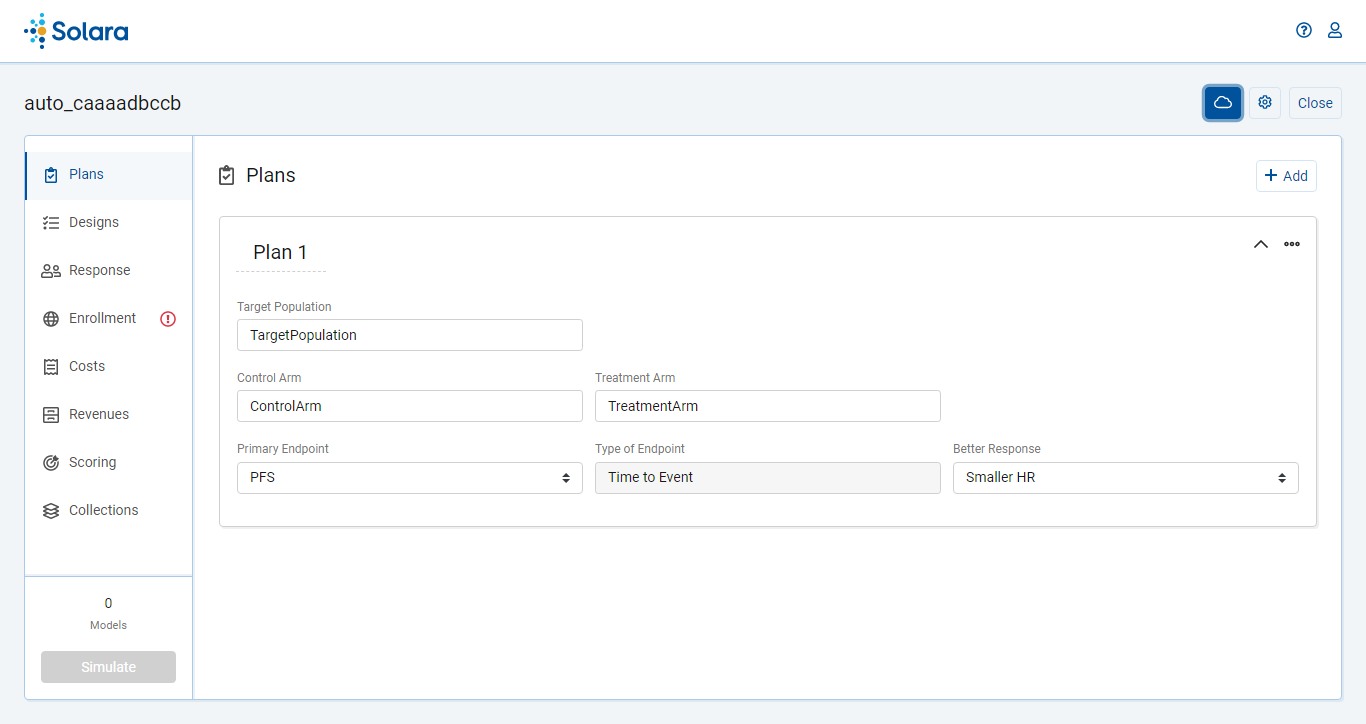 Solara
auto_caaaadbccb
Close
Plans
Designs
Response
Enrollment
Costs
Revenues
Scoring
Collections
0
Models
Simulate
Plans
Add
Plan 1
Target Population
TargetPopulation
Control Arm
Treatment Arm
ControlArm
TreatmentArm
Primary Endpoint
Type of Endpoint
Better Response
PFS
Time to Event
Smaller HR